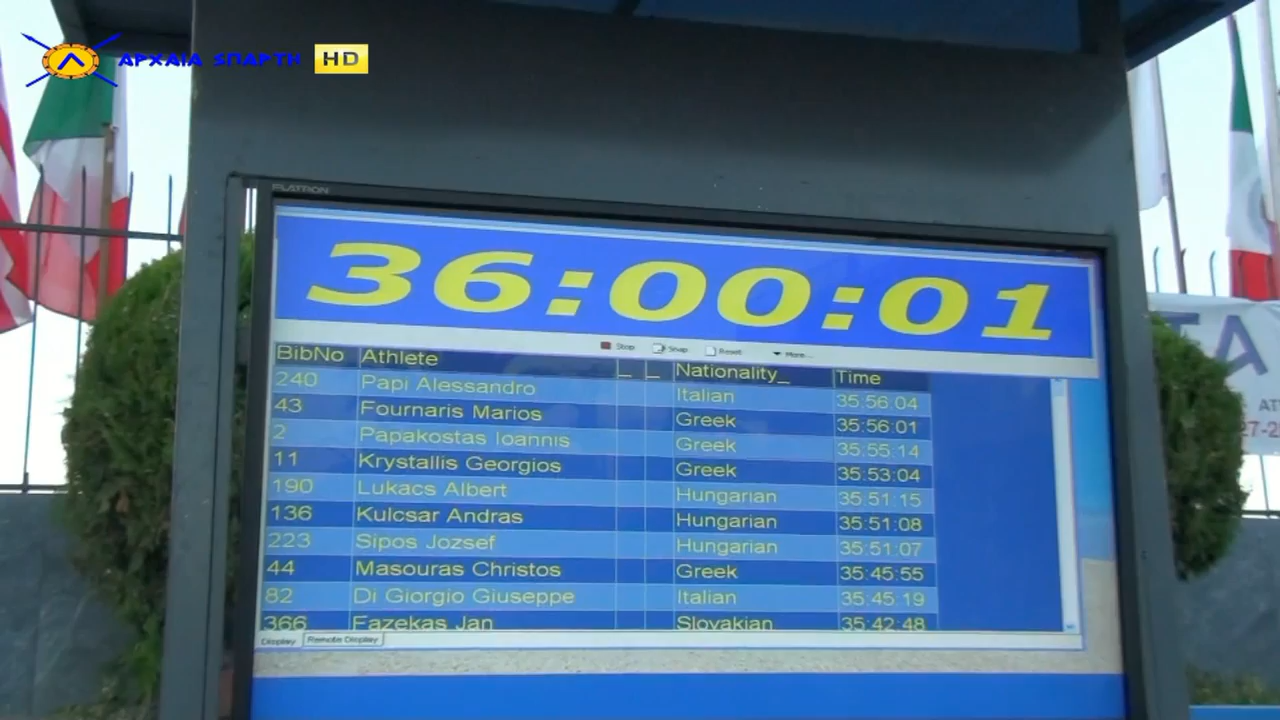 ΑΡΧΑΙΑ ΣΠΑΡΤΗ HD
FLATRON
36:00:01
Stop Snap Reset More...
BibNo Athlete _ _ Nationality_ Time
240 Papi Alessandro Italian 35:56:04
43 Fournaris Marios Greek 35:56:01
2 Papakostas Ioannis Greek 35:55:14
11 Krystallis Georgios Greek 35:53:04
190 Lukacs Albert Hungarian 35:51:15
136 Kulcsar Andras Hungarian 35:51:08
223 Sipos Jozsef Hungarian 35:51:07
44 Masouras Christos Greek 35:45:55
82 Di Giorgio Giuseppe Italian 35:45:19
366 Fazekas Jan Slovakian 35:42:48
Display Remote Display
TA